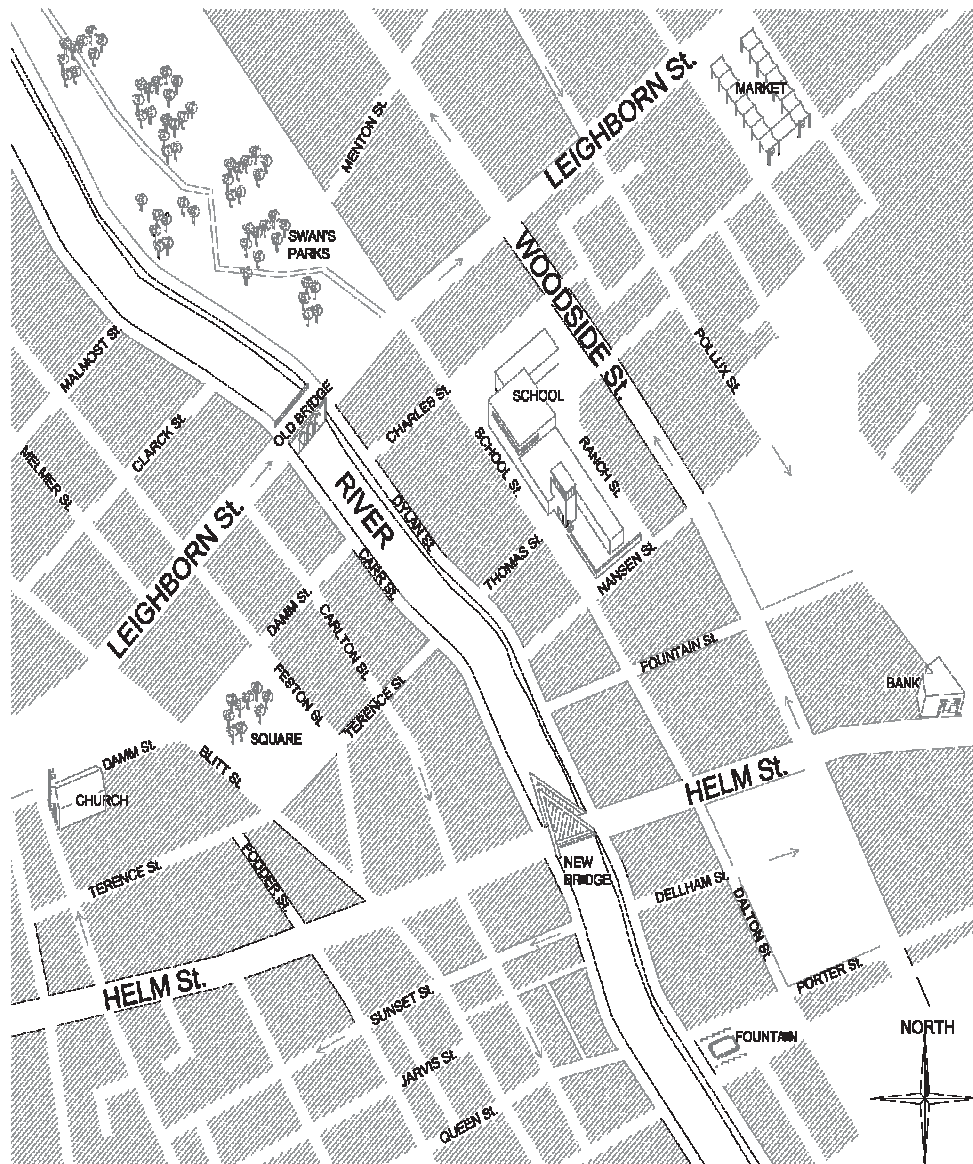 MARKET
LEIGHBORN St.
MENTON St.
SWAN'S
PARKS
WOODSIDE St.
MALMOST St.
POLLUX St.
OLD BRIDGE
CHARLES St.
SCHOOL
CLARCK St.
MELMER St.
SCHOOL St.
RANCH St.
RIVER
DYLAN St.
LEIGHBORN St.
THOMAS St.
NANSEN St.
CARR St.
DAMM St.
CARLTON St.
FOUNTAIN St.
BANK
PESTON St.
TERENCE St.
SQUARE
DAMM St.
BLITT St.
CHURCH
HELM St.
NEW
BRIDGE
TERENCE St.
PODDER St.
DELLHAM St.
DALTON St.
HELM St.
SUNSET St.
PORTER St.
FOUNTAIN
NORTH
JARVIS St.
QUEEN St.